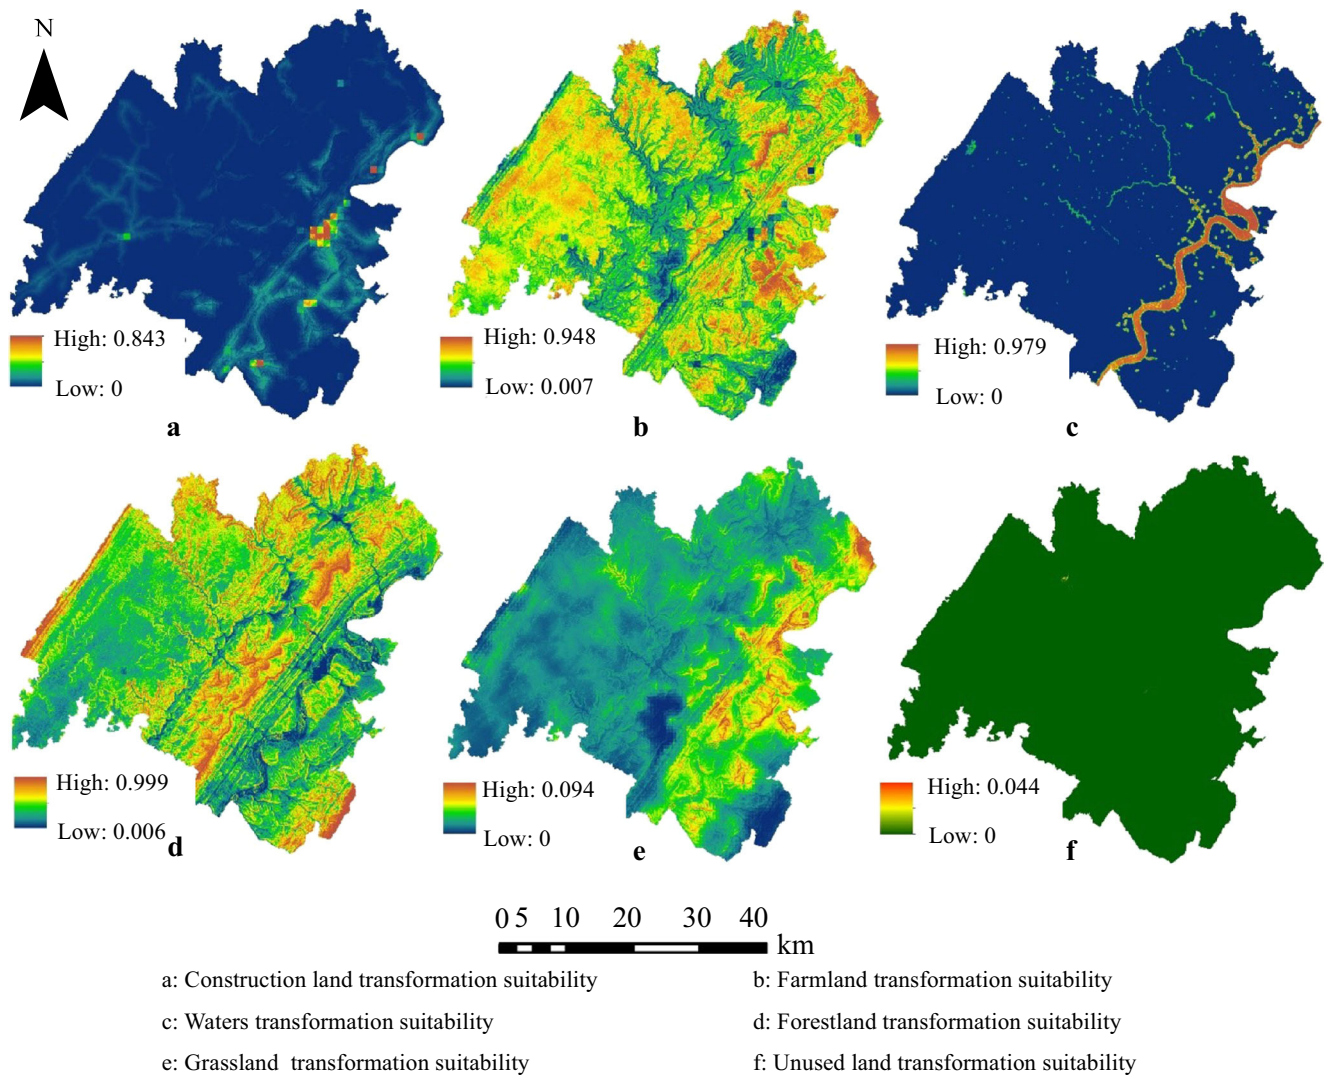 N
High: 0.843
Low: 0
a
High: 0.948
Low: 0.007
b
High: 0.979
Low: 0
c
High: 0.999
Low: 0.006
d
High: 0.094
Low: 0
e
High: 0.044
Low: 0
f
0 5 10 20 30 40
km
a: Construction land transformation suitability
b: Farmland transformation suitability
c: Waters transformation suitability
d: Forestland transformation suitability
e: Grassland transformation suitability
f: Unused land transformation suitability